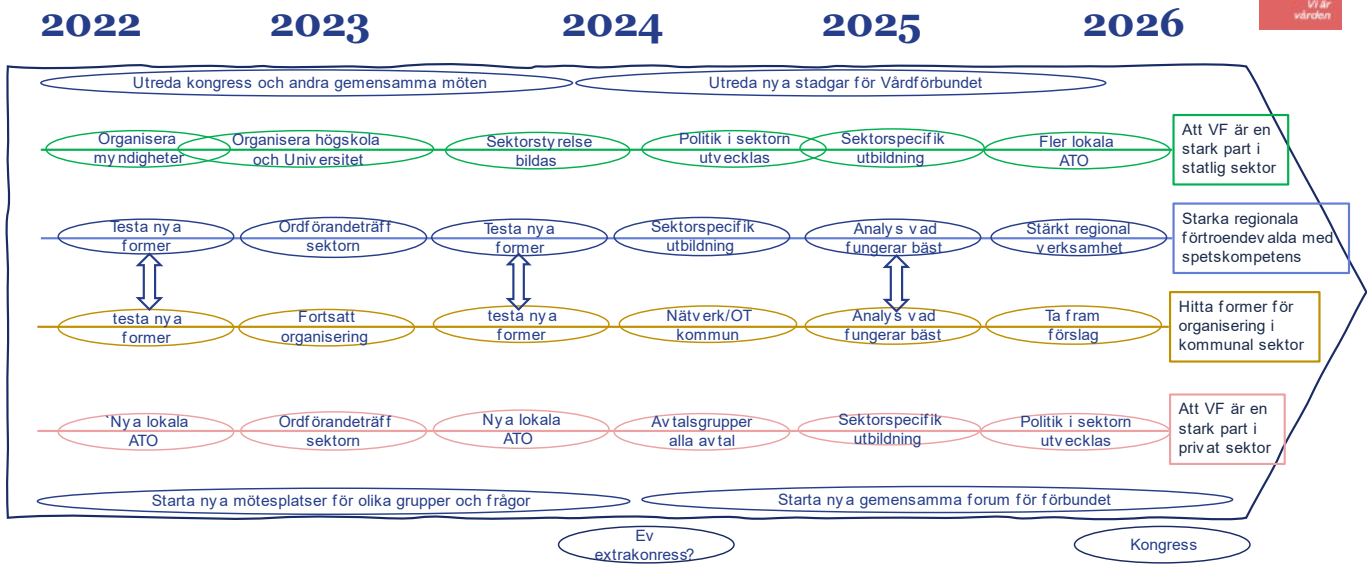 2022 2023 2024 2025 2026
Vi är
vården
Utreda kongress och andra gemensamma möten
Utreda nya stadgar för Vårdförbundet
Organisera
myndigheter
Organisera högskola
och Universitet
Sektorstyrelse
bildas
Politik i sektorn
utvecklas
Sektorspecifik
utbildning
Fler lokala
ATO
Att VF är en
stark part i
statlig sektor
Testa nya
former
Ordförandeträff
sektorn
Testa nya
former
Sektorspecifik
utbildning
Analys vad
fungerar bäst
Stärkt regional
verksamhet
Starka regionala
förtroendevalda med
spetskompetens
testa nya
former
Fortsatt
organisering
testa nya
former
Nätverk/OT
kommun
Analys vad
fungerar bäst
Ta fram
förslag
Hitta former för
organisering i
kommunal sektor
`Nya lokala
ATO
Ordförandeträff
sektorn
Nya lokala
ATO
Avtalsgrupper
alla avtal
Sektorspecifik
utbildning
Politik i sektorn
utvecklas
Att VF är en
stark part i
privat sektor
Starta nya mötesplatser för olika grupper och frågor
Starta nya gemensamma forum för förbundet
Ev
extrakonress?
Kongress